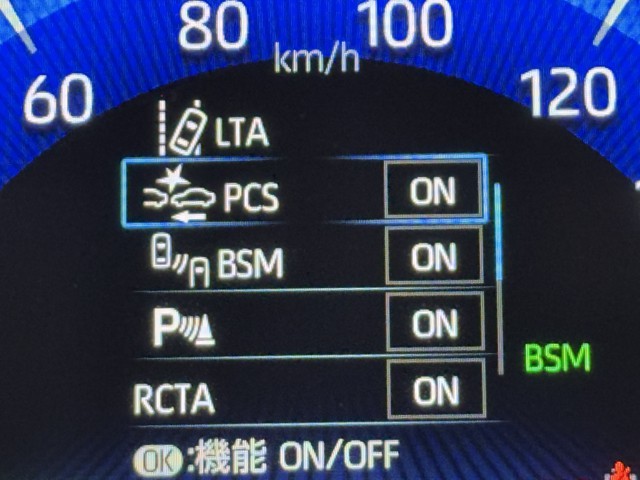 80 100
km/h
60 120
LTA
PCS ON
BSM ON
P ON
BSM
RCTA ON
OK:機能 ON/OFF